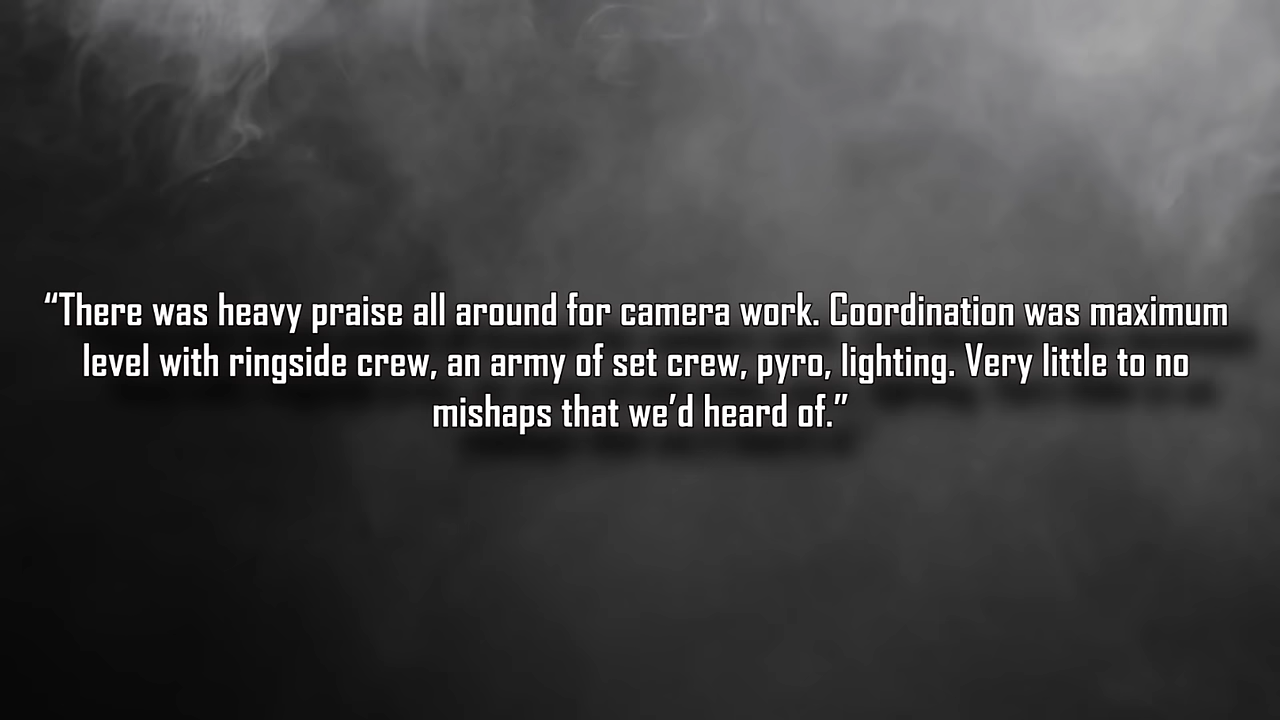 “There was heavy praise all around for camera work. Coordination was maximum
level with ringside crew, an army of set crew, pyro, lighting. Very little to no
mishaps that we’d heard of.”